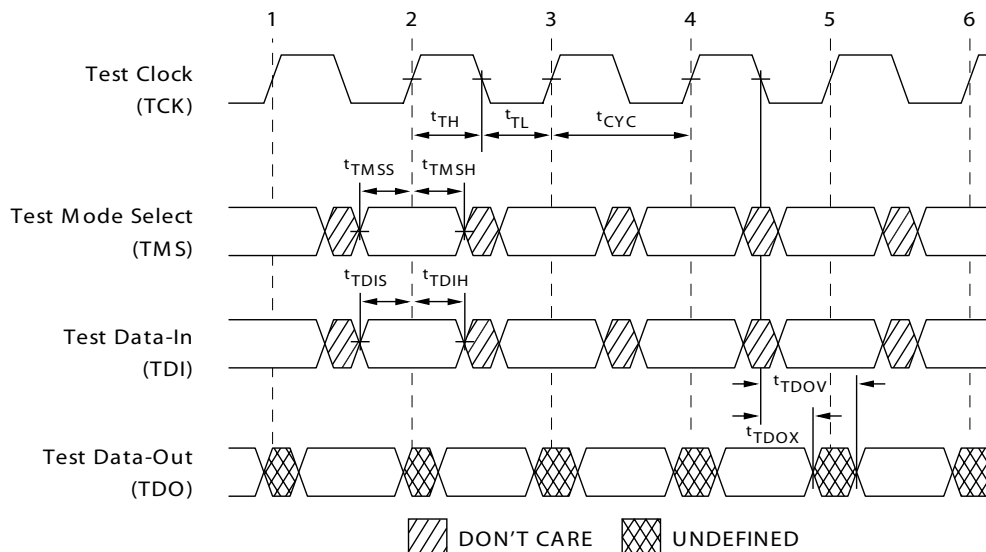 1 2 3 4 5 6
Test Clock
(TCK)
tTH tTL tCYC
tTMSS tTMSH
Test Mode Select
(TMS)
tTDIS tTDIH
Test Data-In
(TDI)
tTDOV
tTDOX
Test Data-Out
(TDO)
DON'T CARE UNDEFINED